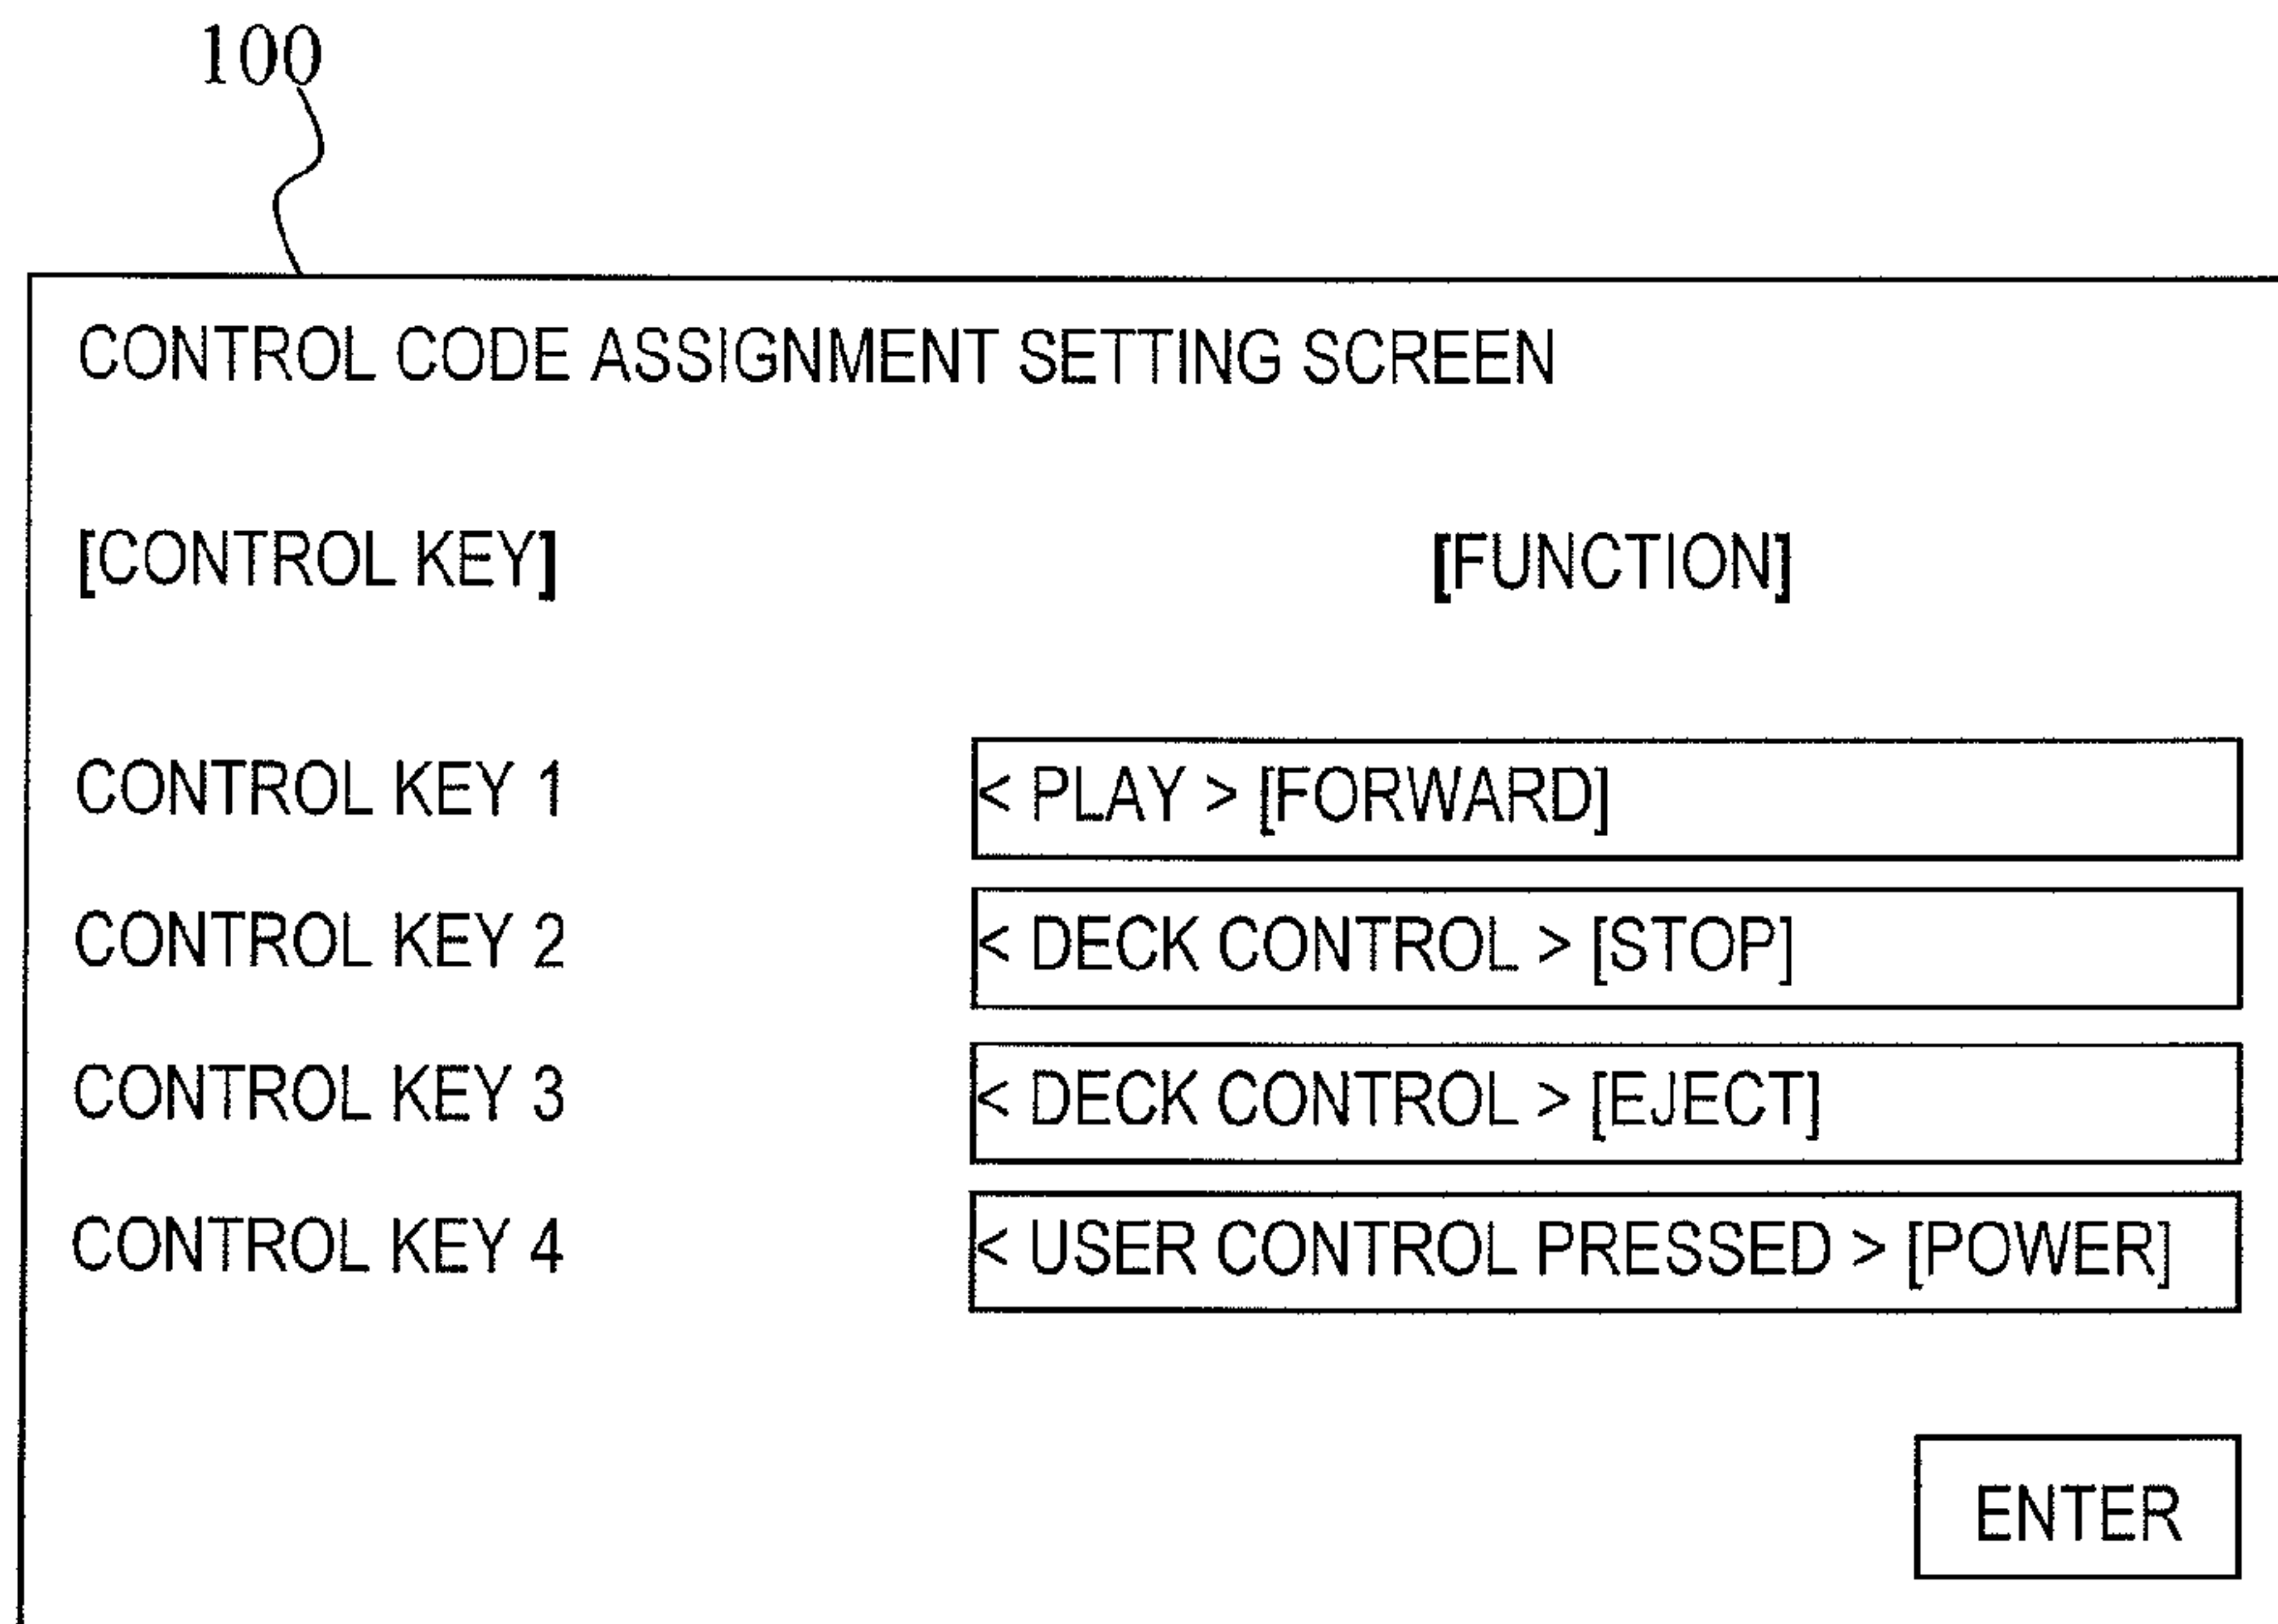 100
CONTROL CODE ASSIGNMENT SETTING SCREEN
[CONTROL KEY] [FUNCTION]
CONTROL KEY 1 < PLAY > [FORWARD]
CONTROL KEY 2 < DECK CONTROL > [STOP]
CONTROL KEY 3 < DECK CONTROL > [EJECT]
CONTROL KEY 4 < USER CONTROL PRESSED > [POWER]
ENTER